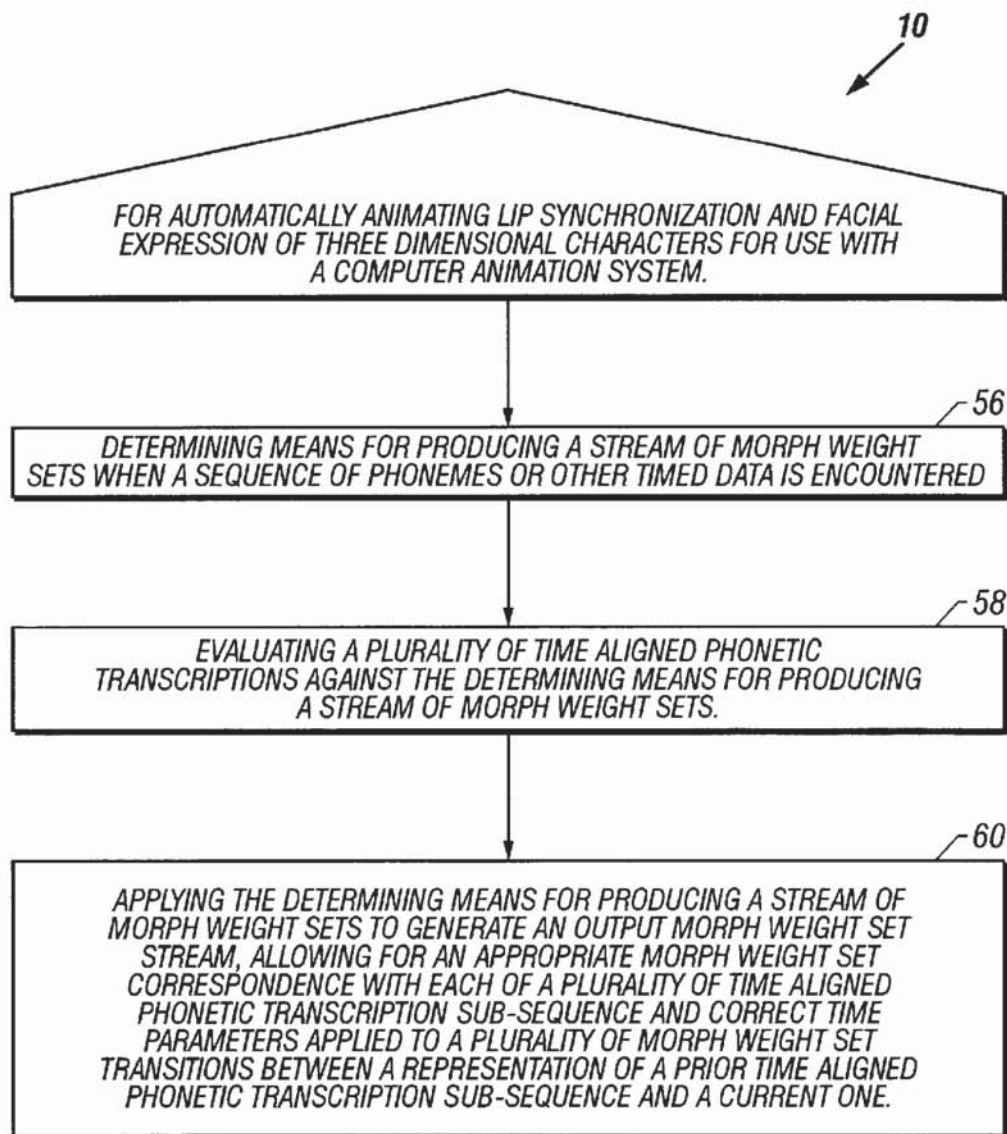 10
FOR AUTOMATICALLY ANIMATING LIP SYNCHRONIZATION AND FACIAL
EXPRESSION OF THREE DIMENSIONAL CHARACTERS FOR USE WITH
A COMPUTER ANIMATION SYSTEM.
56
DETERMINING MEANS FOR PRODUCING A STREAM OF MORPH WEIGHT
SETS WHEN A SEQUENCE OF PHONEMES OR OTHER TIMED DATA IS ENCOUNTERED
58
EVALUATING A PLURALITY OF TIME ALIGNED PHONETIC
TRANSCRIPTIONS AGAINST THE DETERMINING MEANS FOR PRODUCING
A STREAM OF MORPH WEIGHT SETS.
60
APPLYING THE DETERMINING MEANS FOR PRODUCING A STREAM OF
MORPH WEIGHT SETS TO GENERATE AN OUTPUT MORPH WEIGHT SET
STREAM, ALLOWING FOR AN APPROPRIATE MORPH WEIGHT SET
CORRESPONDENCE WITH EACH OF A PLURALITY OF TIME ALIGNED
PHONETIC TRANSCRIPTION SUB-SEQUENCE AND CORRECT TIME
PARAMETERS APPLIED TO A PLURALITY OF MORPH WEIGHT SET
TRANSITIONS BETWEEN A REPRESENTATION OF A PRIOR TIME ALIGNED
PHONETIC TRANSCRIPTION SUB-SEQUENCE AND A CURRENT ONE.